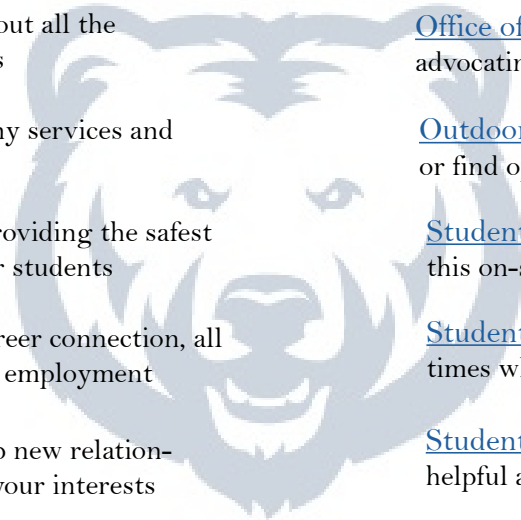 out all the
s
ny services and
roviding the safest
r students
reer connection, all
employment
new relation-
your interests
Office of
advocatin
Outdoor
or find o
Student
this on-
Student
times w
Student
helpful a